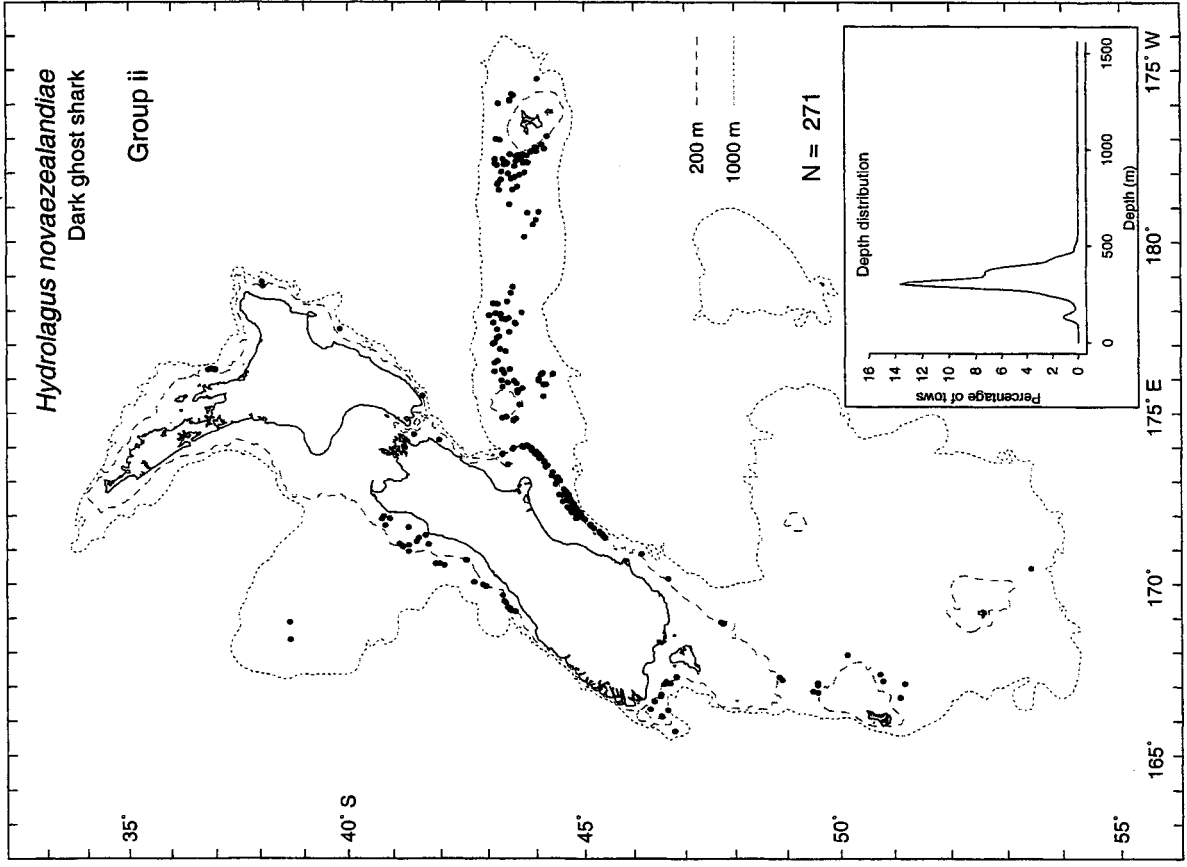 Hydrolagus novaezealandiae
Dark ghost shark
Group ii
35°
40° S
45°
50°
55°
165°
170°
175° E
180°
175° W
200 m
1000 m
N = 271
Depth distribution
Percentage of tows
16
14
12
10
8
6
4
2
0
0
500
1000
1500
Depth (m)